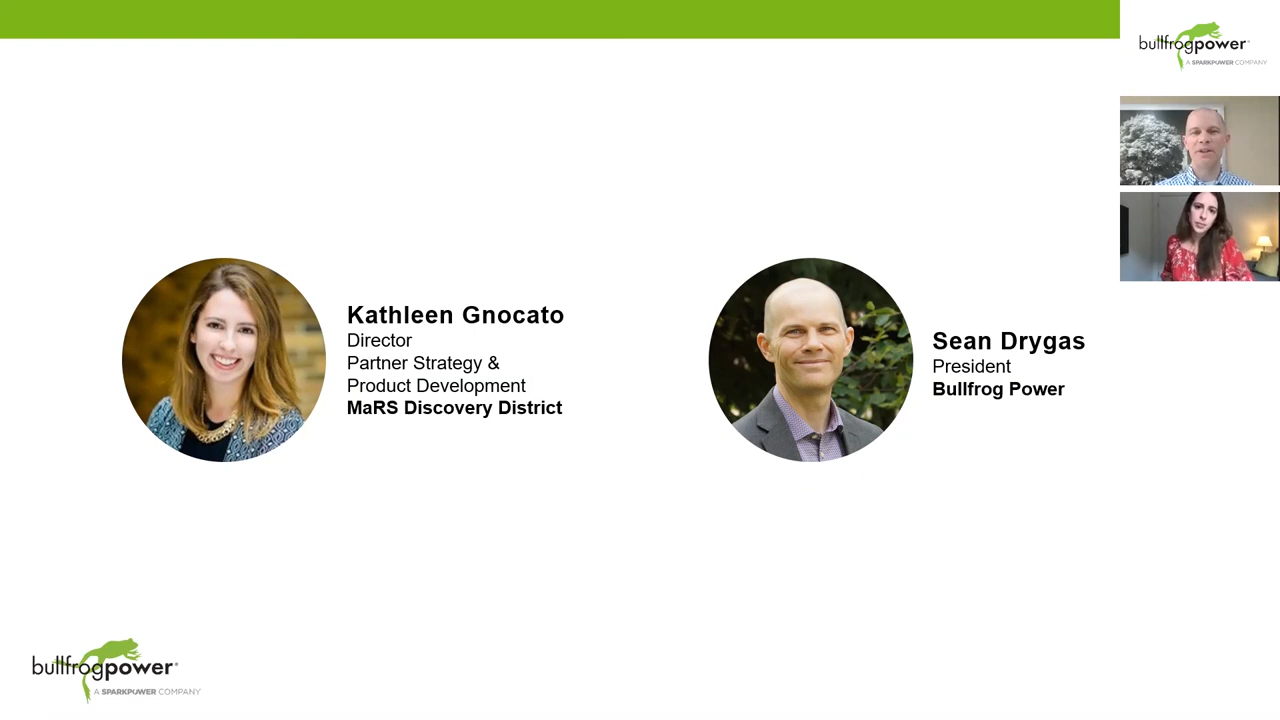 bullfrogpower®
A SPARKPOWER COMPANY
Kathleen Gnocato
Director
Partner Strategy &
Product Development
MaRS Discovery District
Sean Drygas
President
Bullfrog Power
bullfrogpower®
A SPARKPOWER COMPANY